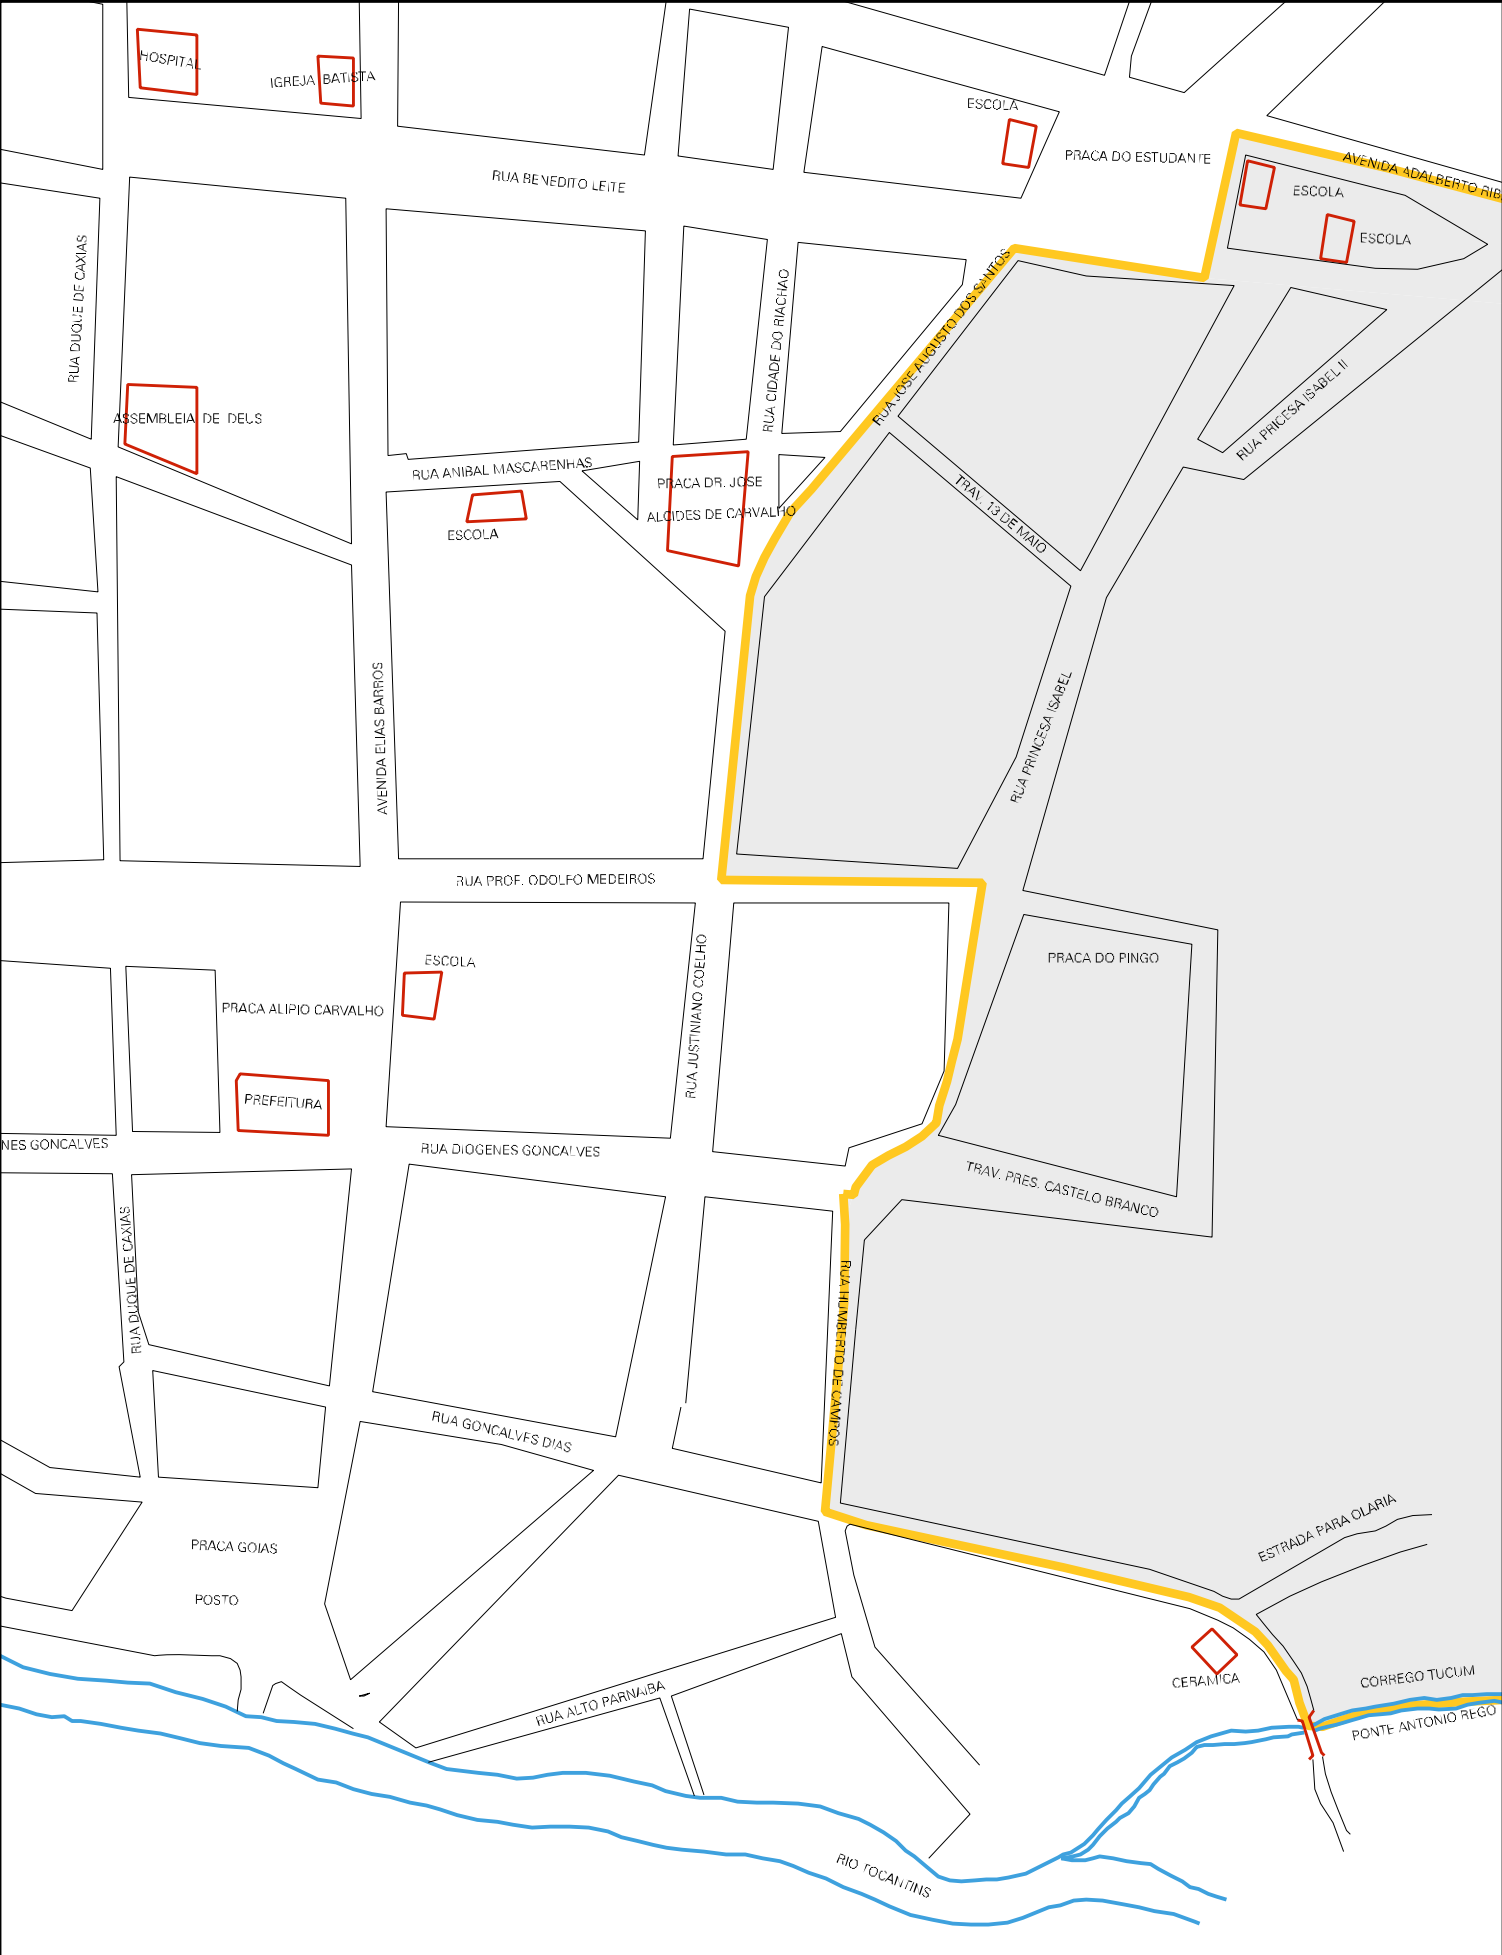 HOSPITAL
IGREJA BATISTA
ESCOLA
PRACA DO ESTUDANTE
AVENIDA ADALBERTO RIB
RUA BENEDITO LEITE
ESCOLA
ESCOLA
RUA DUQUE DE CAXIAS
RUA CIDADE DO RIACHAO
RUA JOSE AUGUSTO DOS SANTOS
RUA PRICESA ISABEL II
ASSEMBLEIA DE DEUS
RUA ANIBAL MASCARENHAS
PRACA DR. JOSE
ALCIDES DE CARVALHO
TRAV. 13 DE MAIO
ESCOLA
AVENIDA ELIAS BARROS
RUA PRINCESA ISABEL
RUA PROF. ODOLFO MEDEIROS
ESCOLA
PRACA DO PINGO
RUA JUSTINIANO COELHO
PRACA ALIPIO CARVALHO
PREFEITURA
NES GONCALVES
RUA DIOGENES GONCALVES
TRAV. PRES. CASTELO BRANCO
RUA DUQUE DE CAXIAS
RUA HUMBERTO DE CAMPOS
RUA GONCALVES DIAS
ESTRADA PARA OLARIA
PRACA GOIAS
POSTO
CERAMICA
CORREGO TUCUM
RUA ALTO PARNAIBA
PONTE ANTONIO REGO
RIO TOCANTINS